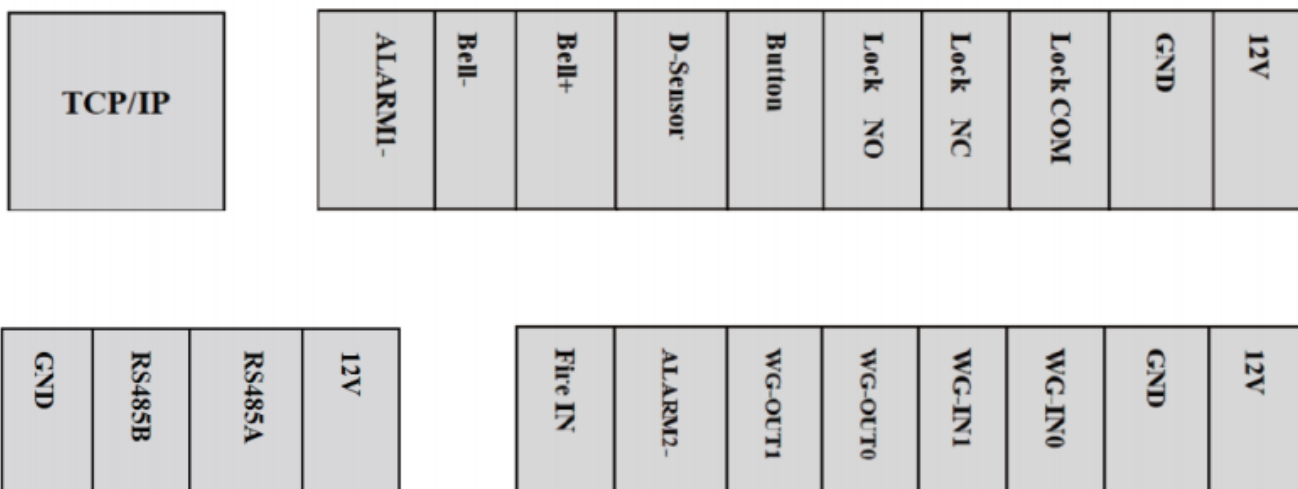 TCP/IP
ALARM1-
Bell-
Bell+
D-Sensor
Button
Lock NO
Lock NC
Lock COM
GND
12V
GND
RS485B
RS485A
12V
Fire IN
ALARM2-
WG-OUT1
WG-OUT0
WG-IN1
WG-IN0
GND
12V